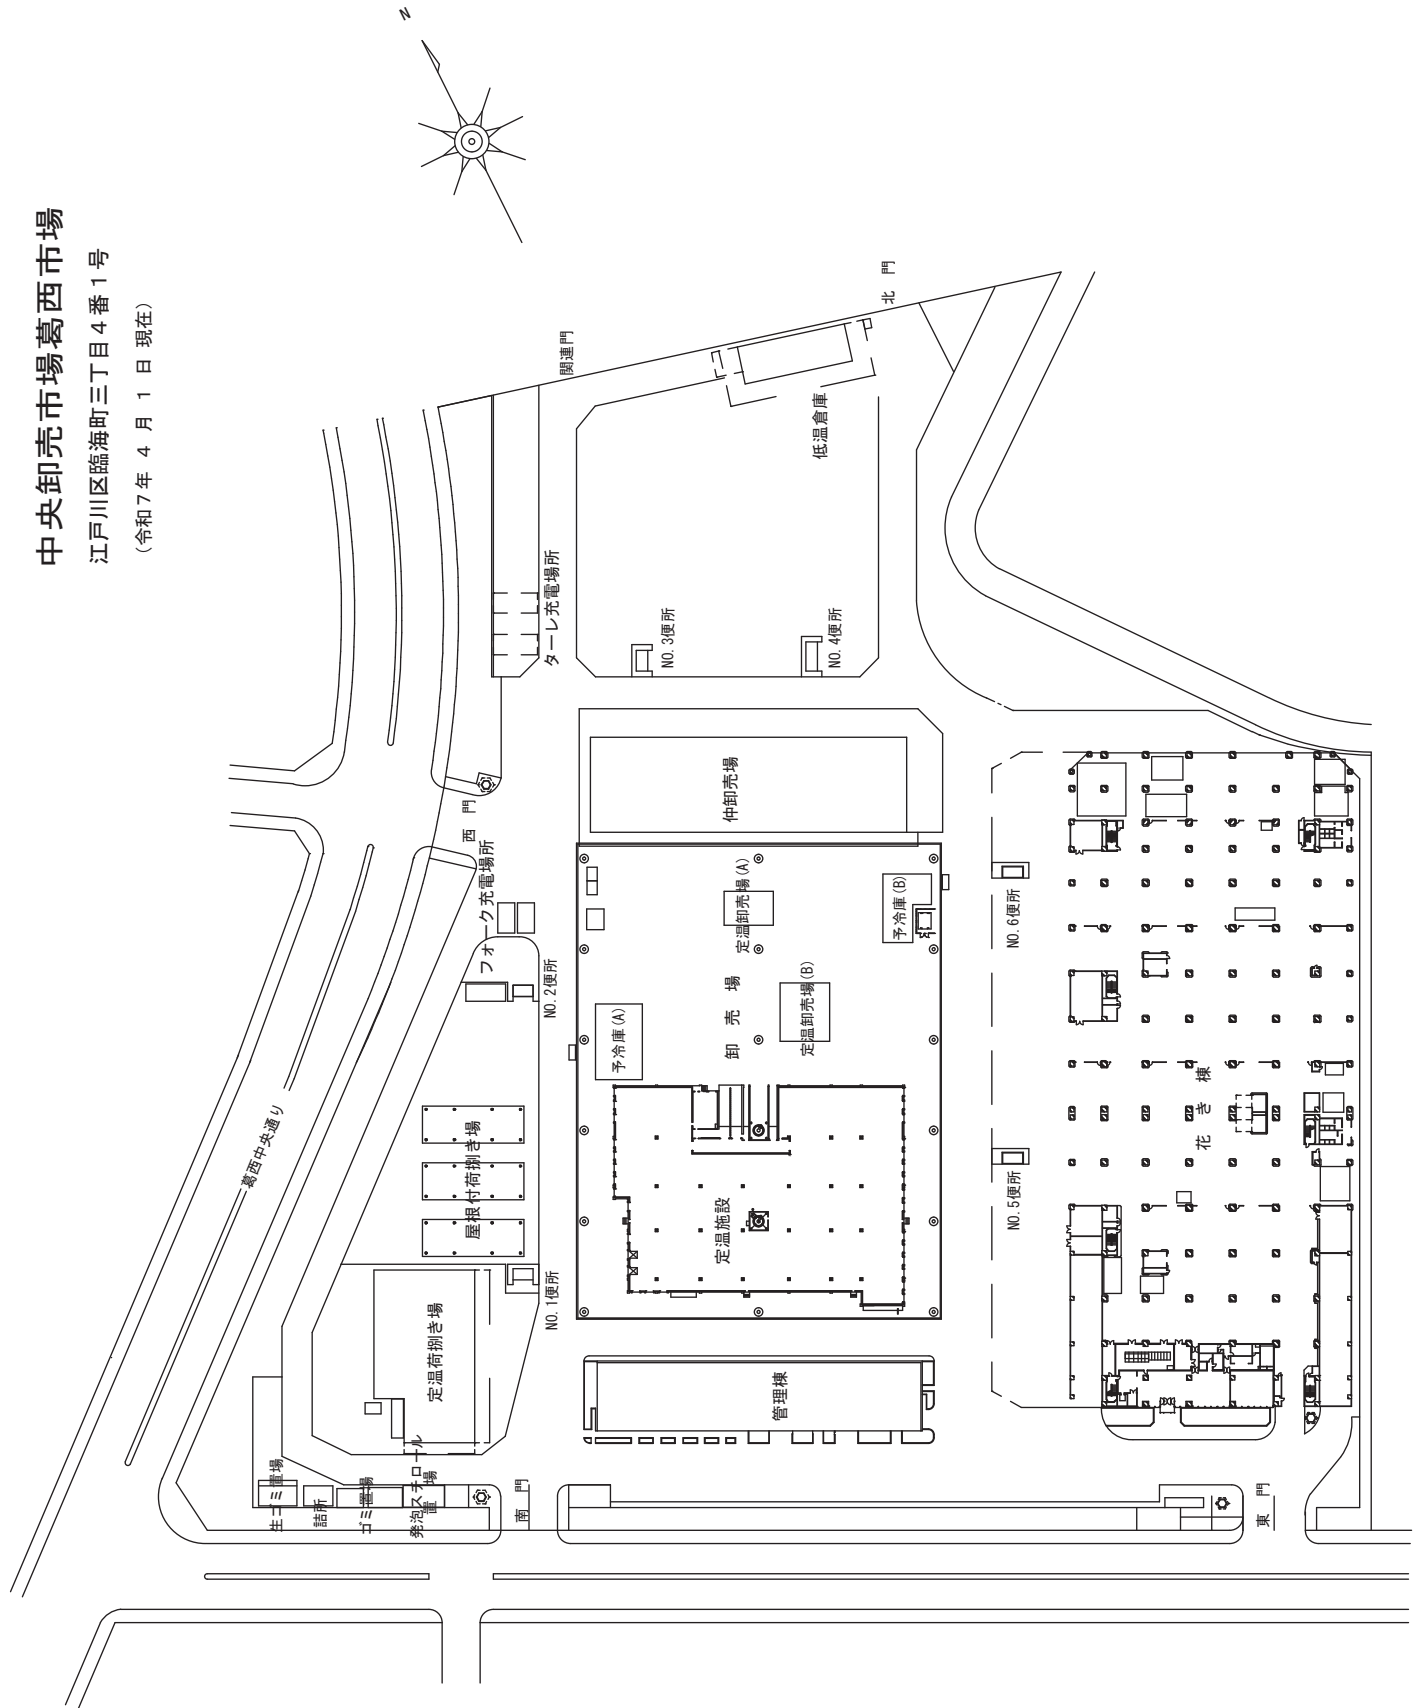 中央卸売市場葛西市場
江戸川区臨海町三丁目4番1号
(令和7年 4 月 1 日 現在)
N
葛西中央通り
関連門
北 門
低温倉庫
ターレ充電場所
NO.3便所
NO.4便所
西 門
フォーク充電場所
NO.2便所
仲卸売場
定温卸売場(A)
予冷庫(B)
予冷庫(A)
卸 売 場
定温卸売場(B)
定温施設
屋根付荷捌き場
NO.1便所
定温荷捌き場
管理棟
NO.6便所
NO.5便所
花 き 棟
生ゴミ置場
詰所
ゴミ置場
発泡スチロール
置 場
南 門
東 門